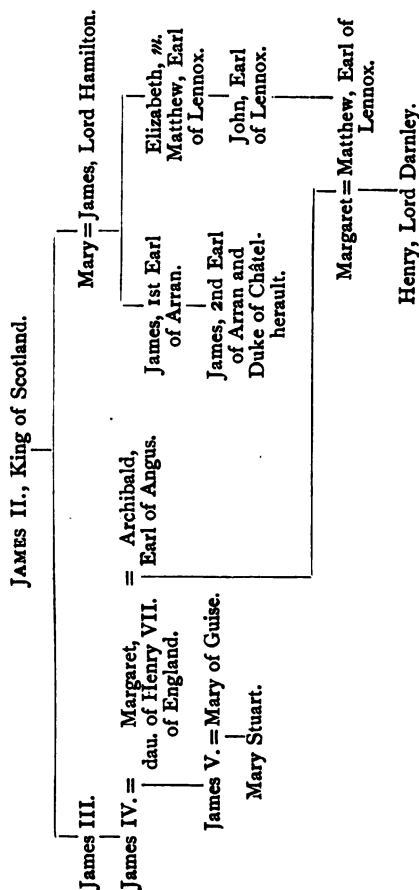 JAMES II., King of Scotland.
James III.
Mary = James, Lord Hamilton.
James IV. = Margaret, = Archibald,
dau. of Henry VII. Earl of Angus.
of England.
James, 1st Earl
of Arran.
Elizabeth, m.
Matthew, Earl
of Lennox.
James V. = Mary of Guise.
James, 2nd Earl
of Arran and
Duke of Châtel-
herault.
John, Earl
of Lennox.
Mary Stuart.
Margaret = Matthew, Earl of
Lennox.
Henry, Lord Darnley.